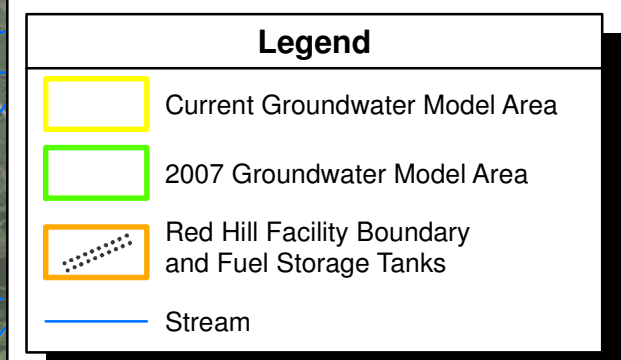 Legend
Current Groundwater Model Area
2007 Groundwater Model Area
Red Hill Facility Boundary
and Fuel Storage Tanks
Stream